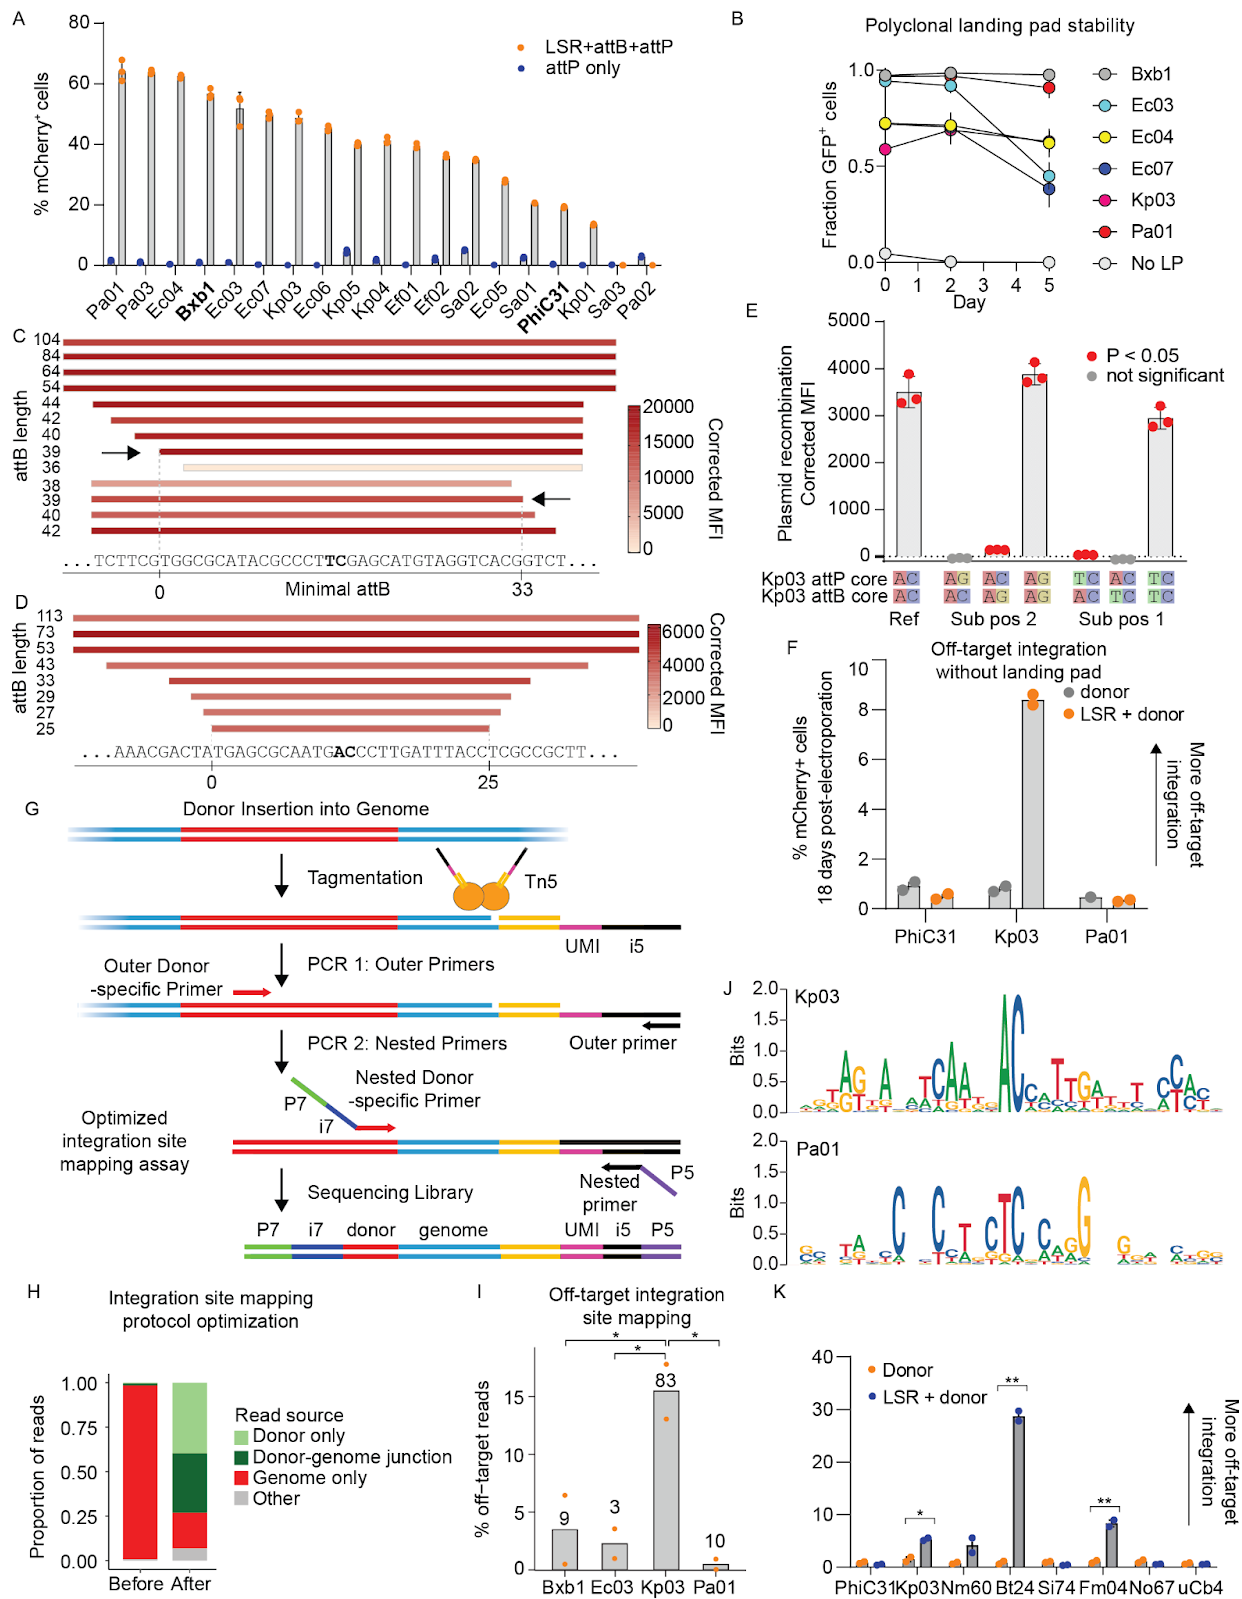 A
80
60
40
20
0
% mCherry⁺ cells
LSR+attB+attP
attP only
Pa01
Pa03
Ec04
Bxb1
Ec03
Ec07
Kp03
Ec06
Kp05
Kp04
Ef01
Ef02
Sa02
Ec05
Sa01
PhiC31
Kp01
Sa03
Pa02
B
Polyclonal landing pad stability
Fraction GFP⁺ cells
1.0
0.5
0.0
0 1 2 3 4 5
Day
Bxb1
Ec03
Ec04
Ec07
Kp03
Pa01
No LP
C
attB length
104
84
64
54
44
42
40
39
36
38
39
40
42
20000
15000
10000
5000
0
Corrected MFI
...TCTTCGTGGCGCATACGCCCTTCGAGCATGTAGGTCACGGTCT...
0 Minimal attB 33
D
attB length
113
73
53
43
33
29
27
25
6000
4000
2000
0
Corrected MFI
...AAACGACTATGAGCGCAATGACCCTTGATTTACCTCGCCGCTT...
0 25
E
Plasmid recombination
Corrected MFI
5000
4000
3000
2000
1000
0
P < 0.05
not significant
Kp03 attP core AC AG AC AG TC AC TC
Kp03 attB core AC AC AG AG AC TC TC
Ref Sub pos 2 Sub pos 1
F
Off-target integration
without landing pad
% mCherry+ cells
18 days post-electroporation
10
8
6
4
2
0
donor
LSR + donor
More off-target
integration
PhiC31 Kp03 Pa01
G
Donor Insertion into Genome
Tagmentation
Tn5
UMI i5
PCR 1: Outer Primers
Outer Donor
-specific Primer
Outer primer
PCR 2: Nested Primers
Nested Donor
-specific Primer
P7
i7
Optimized
integration site
mapping assay
P5
Nested
primer
Sequencing Library
P7 i7 donor genome UMI i5 P5
H
Integration site mapping
protocol optimization
Proportion of reads
1.00
0.75
0.50
0.25
0.00
Before After
Read source
Donor only
Donor-genome junction
Genome only
Other
I
Off-target integration
site mapping
% off-target reads
15
10
5
0
* * *
9
3
83
10
Bxb1 Ec03 Kp03 Pa01
J
Kp03
Bits
2.0
1.5
1.0
0.5
0.0
Pa01
Bits
2.0
1.5
1.0
0.5
0.0
K
40
30
20
10
0
Donor
LSR + donor
*
**
**
More off-target
integration
PhiC31 Kp03 Nm60 Bt24 Si74 Fm04 No67 uCb4